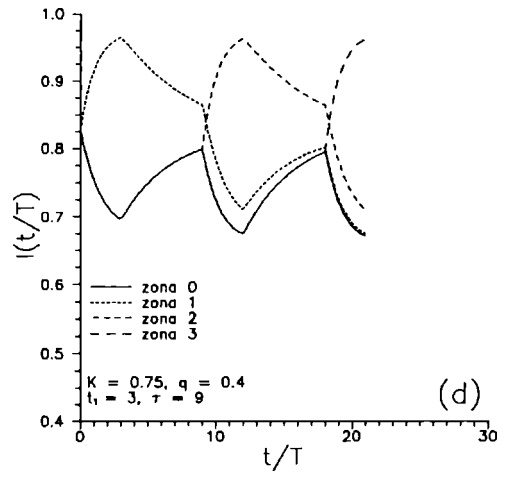 1.0
0.9
0.8
0.7
0.6
0.5
0.4
I(t/T)
zona 0
zona 1
zona 2
zona 3
K = 0.75, q = 0.4
t₁ = 3, τ = 9
(d)
0 10 20 30
t/T